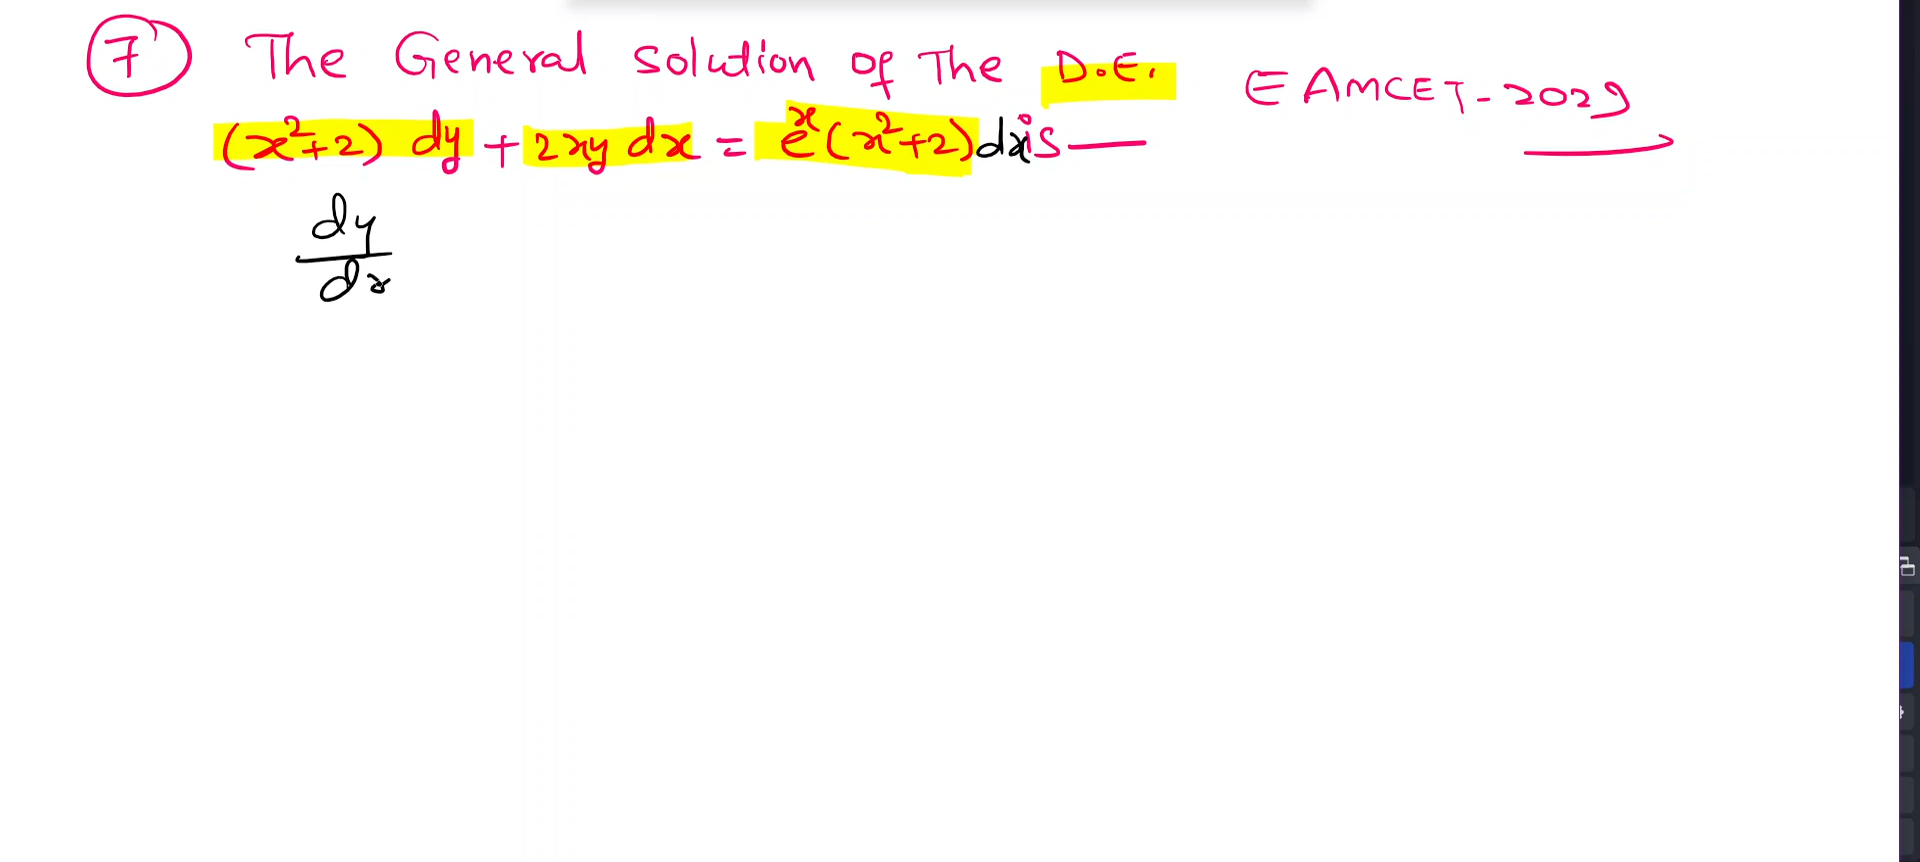 7 The General solution of The D.E. EAMCET-2029
(x²+2) dy + 2xy dx = eˣ(x²+2)dx is —
dy
dx